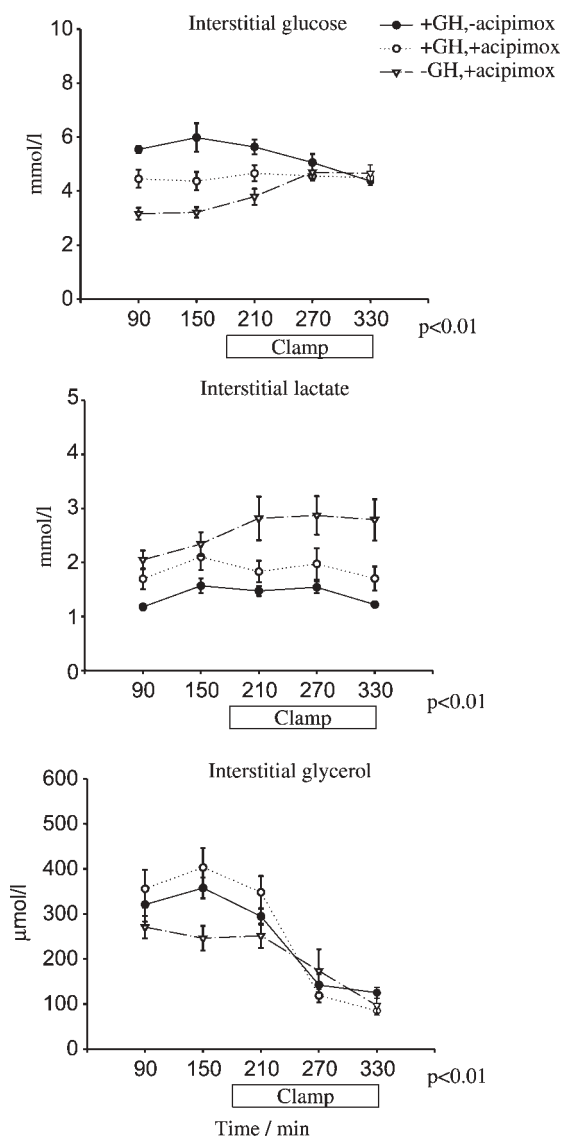 Interstitial glucose
+GH,-acipimox
+GH,+acipimox
-GH,+acipimox
mmol/l
10
8
6
4
2
0
90 150 210 270 330
p<0.01
Clamp
Interstitial lactate
mmol/l
5
4
3
2
1
0
90 150 210 270 330
p<0.01
Clamp
Interstitial glycerol
µmol/l
600
500
400
300
200
100
0
90 150 210 270 330
p<0.01
Clamp
Time / min